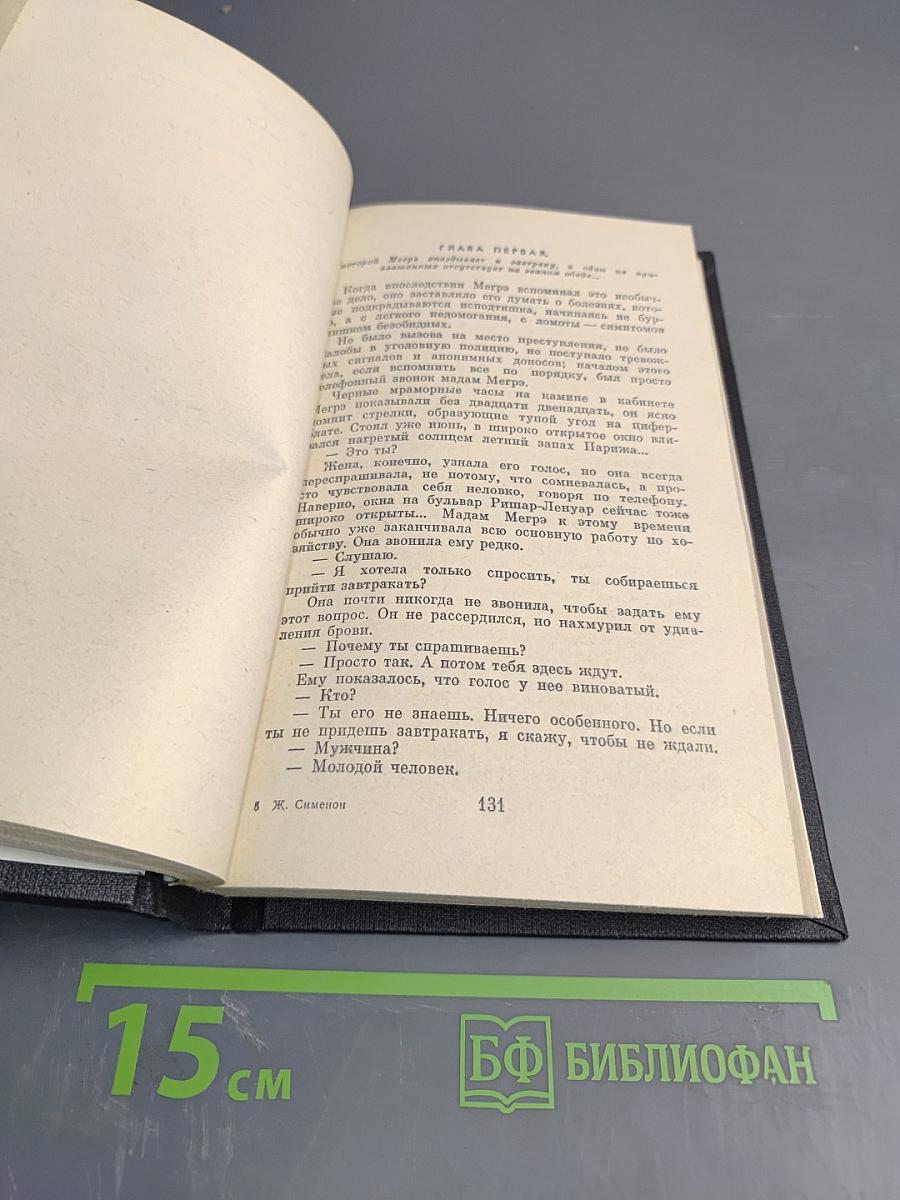 ГЛАВА ПЕРВАЯ,
которой Мегрэ опаздывает к завтраку, а один из при-
глашенных отсутствует на званом обеде...
Когда впоследствии Мегрэ вспоминал это необыч-
е дело, оно заставляло его думать о болезнях, кото-
е подкрадываются исподтишка, начинаясь не бур-
, а с легкого недомогания, с ломоты — симптомов
ишком безобидных.
Не было вызова на место преступления, не было
алобы в уголовную полицию, не поступало тревож-
ых сигналов и анонимных доносов; началом этого
ела, если вспомнить все по порядку, был просто
елефонный звонок мадам Мегрэ.
Черные мраморные часы на камине в кабинете
Мегрэ показывали без двадцати двенадцать, он ясно
помнит стрелки, образующие тупой угол на цифер-
блате. Стоял уже июнь, в широко открытое окно вли-
вался нагретый солнцем летний запах Парижа...
— Это ты?
Жена, конечно, узнала его голос, но она всегда
переспрашивала, не потому, что сомневалась, а про-
сто чувствовала себя неловко, говоря по телефону.
Наверно, окна на бульвар Ришар-Ленуар сейчас тоже
широко открыты... Мадам Мегрэ к этому времени
обычно уже заканчивала всю основную работу по хо-
зяйству. Она звонила ему редко.
— Слушаю.
— Я хотела только спросить, ты собираешься
прийти завтракать?
Она почти никогда не звонила, чтобы задать ему
этот вопрос. Он не рассердился, но нахмурил от удив-
ления брови.
— Почему ты спрашиваешь?
— Просто так. А потом тебя здесь ждут.
Ему показалось, что голос у нее виноватый.
— Кто?
— Ты его не знаешь. Ничего особенного. Но если
ты не придешь завтракать, я скажу, чтобы не ждали.
— Мужчина?
— Молодой человек.
5 Ж. Сименон 131
15 см
БФ БИБЛИОФАН